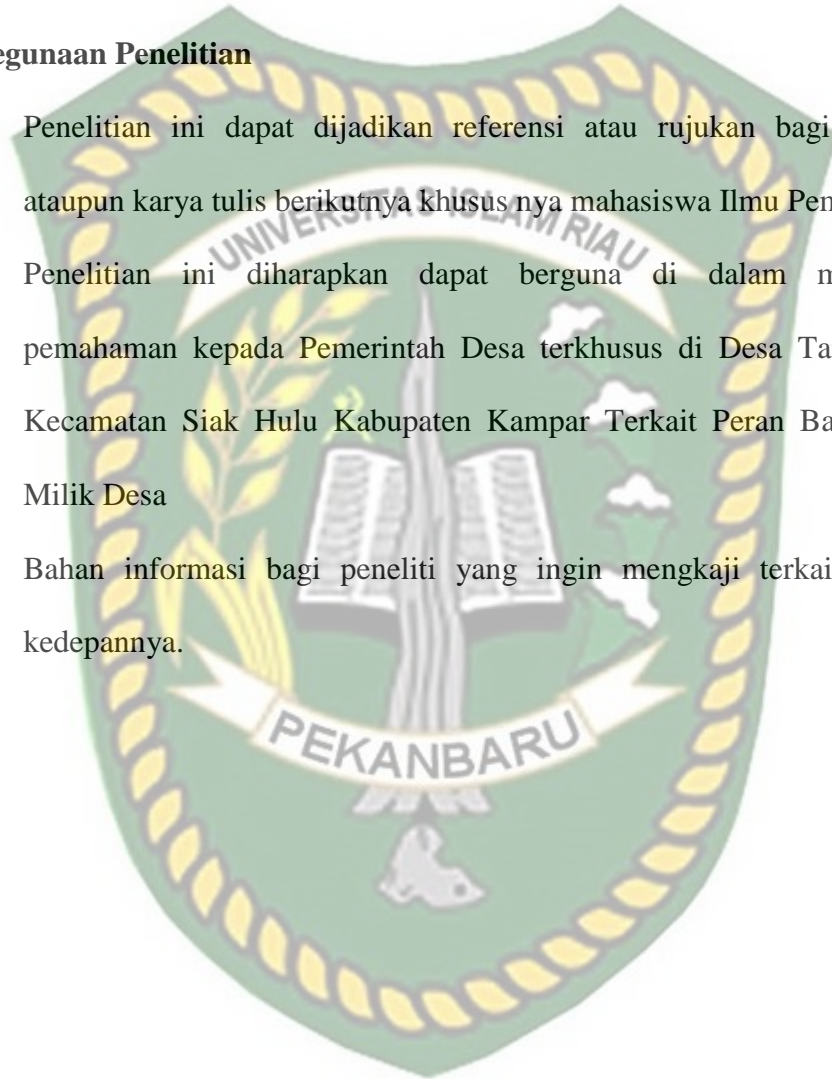 egunaan Penelitian
Penelitian ini dapat dijadikan referensi atau rujukan bagi
ataupun karya tulis berikutnya khusus nya mahasiswa Ilmu Pen
UNIVERSITAS ISLAM RIAU
Penelitian ini diharapkan dapat berguna di dalam m
pemahaman kepada Pemerintah Desa terkhusus di Desa Ta
Kecamatan Siak Hulu Kabupaten Kampar Terkait Peran Ba
Milik Desa
Bahan informasi bagi peneliti yang ingin mengkaji terkai
kedepannya.
PEKANBARU